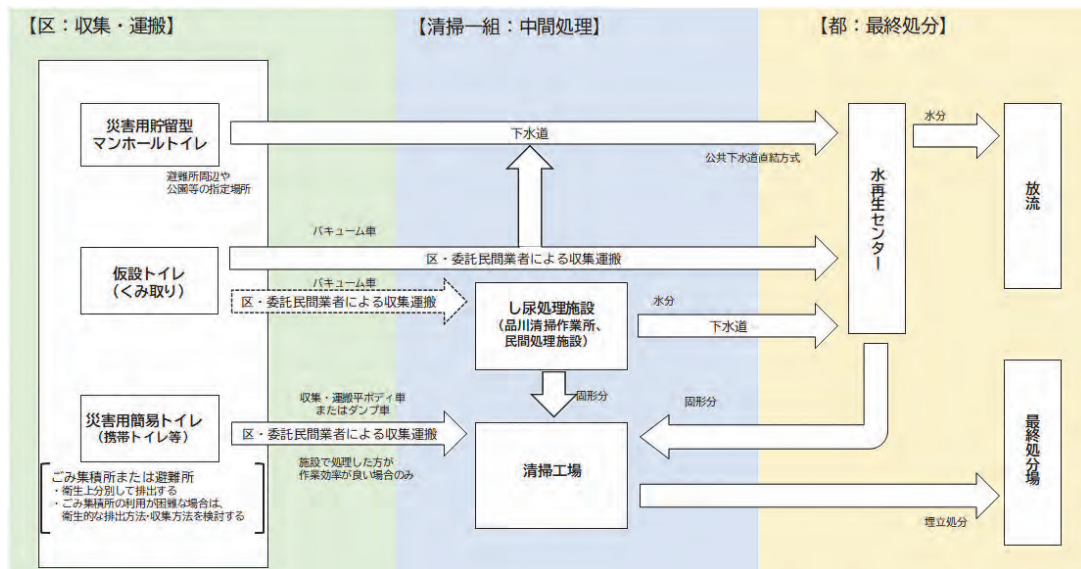 【区：収集・運搬】
【清掃一組：中間処理】
【都：最終処分】
災害用貯留型
マンホールトイレ
避難所周辺や
公園等の指定場所
下水道
公共下水道直結方式
水再生センター
水分
放流
バキューム車
区・委託民間業者による収集運搬
仮設トイレ
（くみ取り）
バキューム車
区・委託民間業者による収集運搬
し尿処理施設
（品川清掃作業所、
民間処理施設）
水分
下水道
固形分
固形分
災害用簡易トイレ
（携帯トイレ等）
収集・運搬平ボディ車
またはダンプ車
区・委託民間業者による収集運搬
施設で処理した方が
作業効率が良い場合のみ
清掃工場
最終処分場
埋立処分
ごみ集積所または避難所
・衛生上分別して排出する
・ごみ集積所の利用が困難な場合は、
衛生的な排出方法・収集方法を検討する